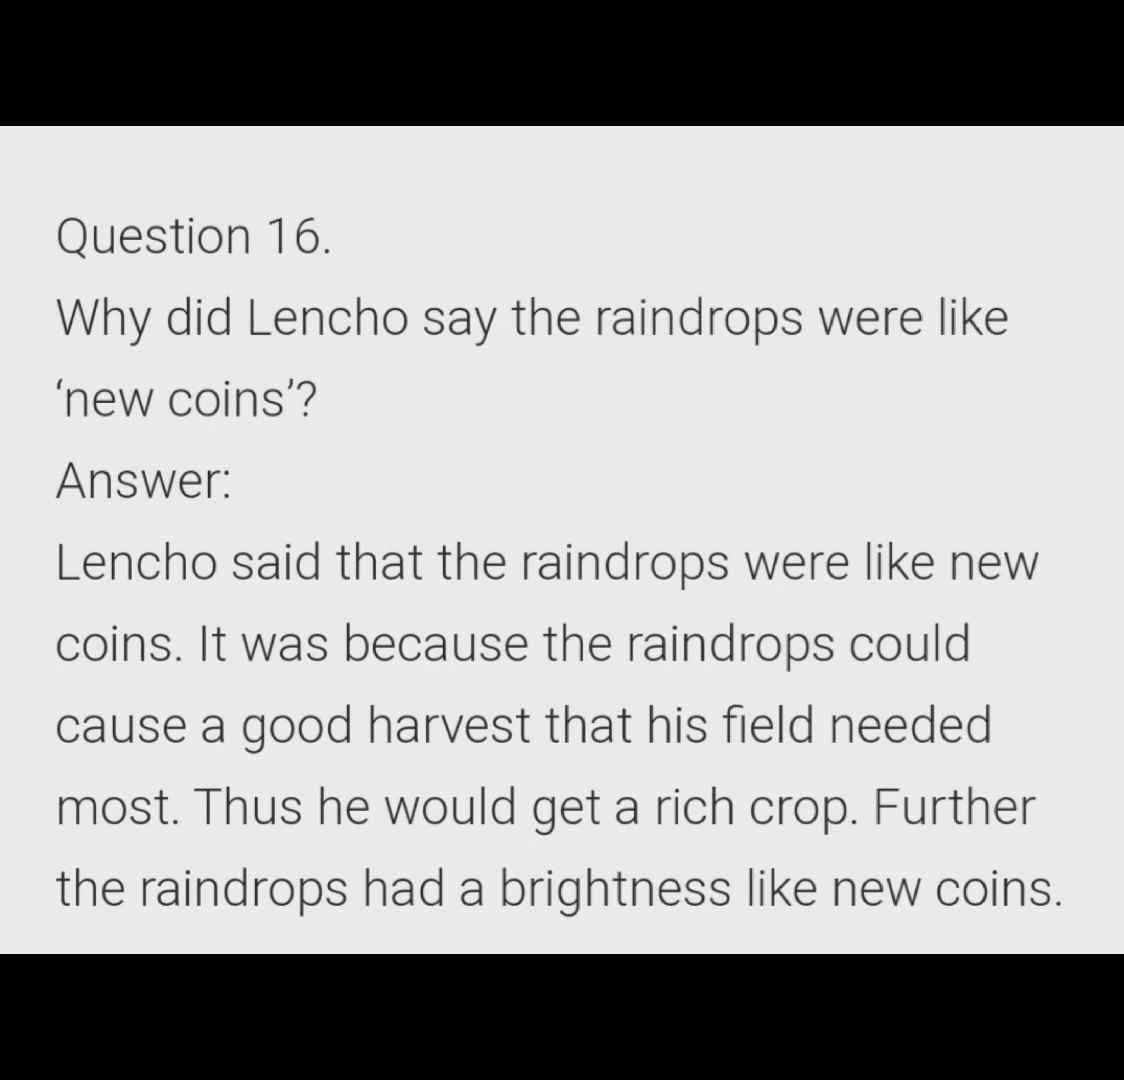 Question 16.
Why did Lencho say the raindrops were like
‘new coins’?
Answer:
Lencho said that the raindrops were like new
coins. It was because the raindrops could
cause a good harvest that his field needed
most. Thus he would get a rich crop. Further
the raindrops had a brightness like new coins.